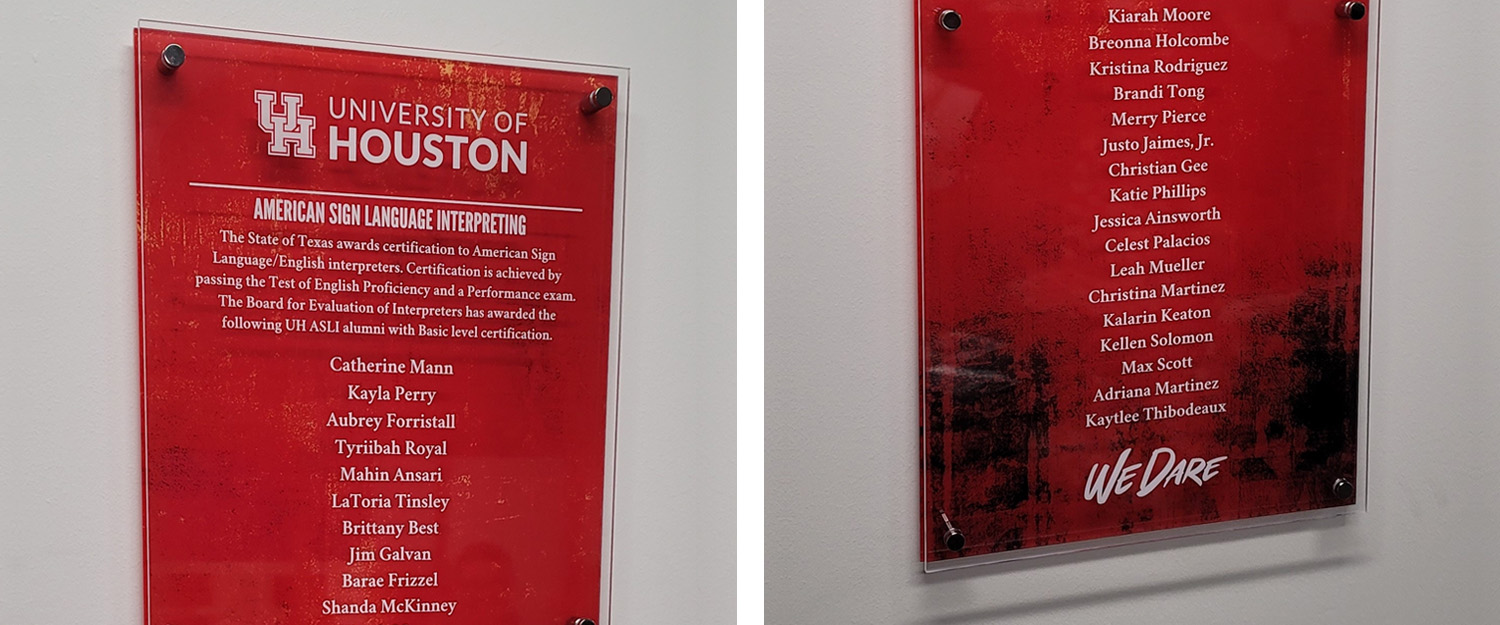 UNIVERSITY OF
HOUSTON
AMERICAN SIGN LANGUAGE INTERPRETING
The State of Texas awards certification to American Sign
Language/English interpreters. Certification is achieved by
passing the Test of English Proficiency and a Performance exam.
The Board for Evaluation of Interpreters has awarded the
following UH ASLI alumni with Basic level certification.
Catherine Mann
Kayla Perry
Aubrey Forristall
Tyriibah Royal
Mahin Ansari
LaToria Tinsley
Brittany Best
Jim Galvan
Barae Frizzel
Shanda McKinney
Kiarah Moore
Breonna Holcombe
Kristina Rodriguez
Brandi Tong
Merry Pierce
Justo Jaimes, Jr.
Christian Gee
Katie Phillips
Jessica Ainsworth
Celest Palacios
Leah Mueller
Christina Martinez
Kalarin Keaton
Kellen Solomon
Max Scott
Adriana Martinez
Kaytlee Thibodeaux
WE DARE